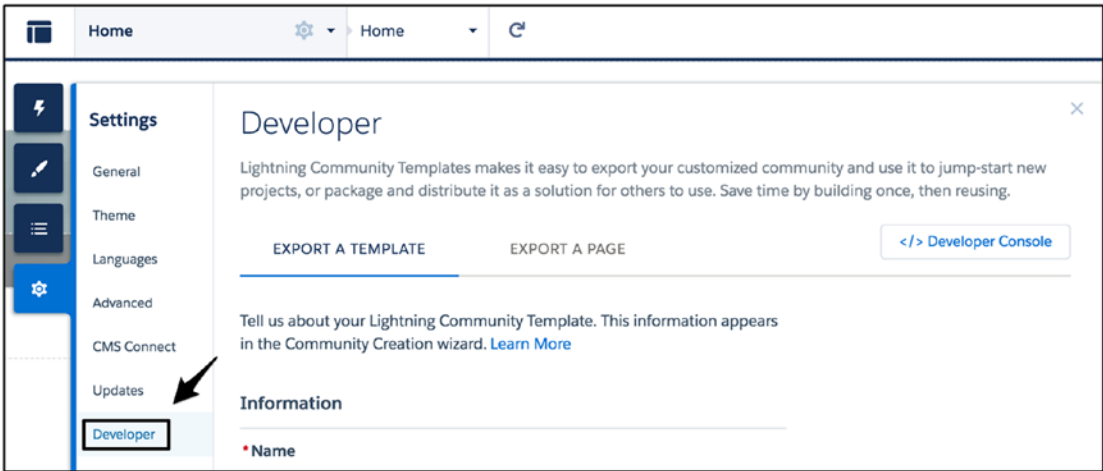 Home
Home
Settings
General
Theme
Languages
Advanced
CMS Connect
Updates
Developer
Developer
Lightning Community Templates makes it easy to export your customized community and use it to jump-start new
projects, or package and distribute it as a solution for others to use. Save time by building once, then reusing.
EXPORT A TEMPLATE
EXPORT A PAGE
</> Developer Console
Tell us about your Lightning Community Template. This information appears
in the Community Creation wizard. Learn More
Information
*Name